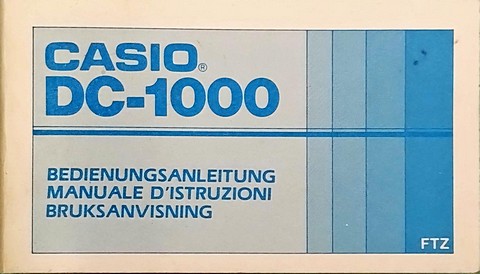 CASIO®
DC-1000
BEDIENUNGSANLEITUNG
MANUALE D'ISTRUZIONI
BRUKSANVISNING
FTZ